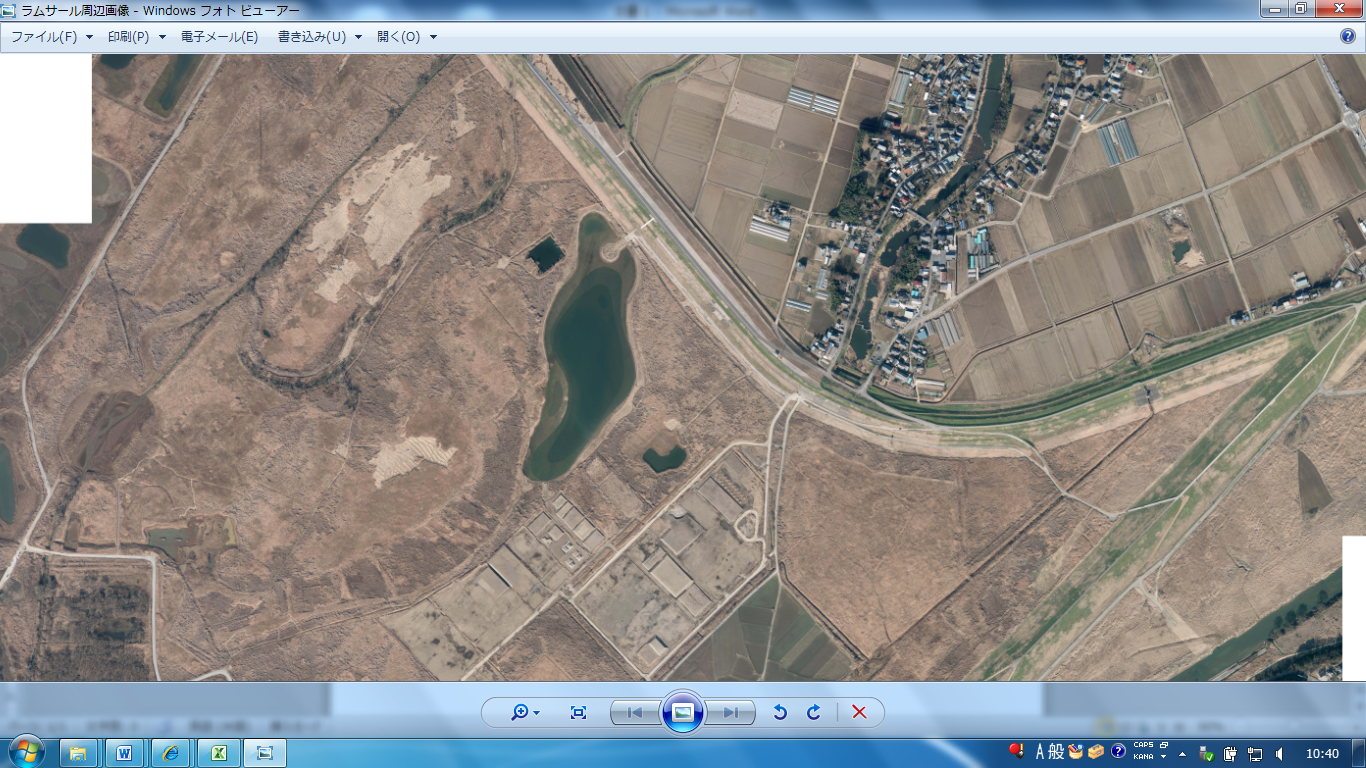 ラムサール周辺画像 - Windows フォト ビューアー
ファイル(F) 印刷(P) 電子メール(E) 書き込み(U) 開く(O)
A 般 CAPS
KANA
10:40